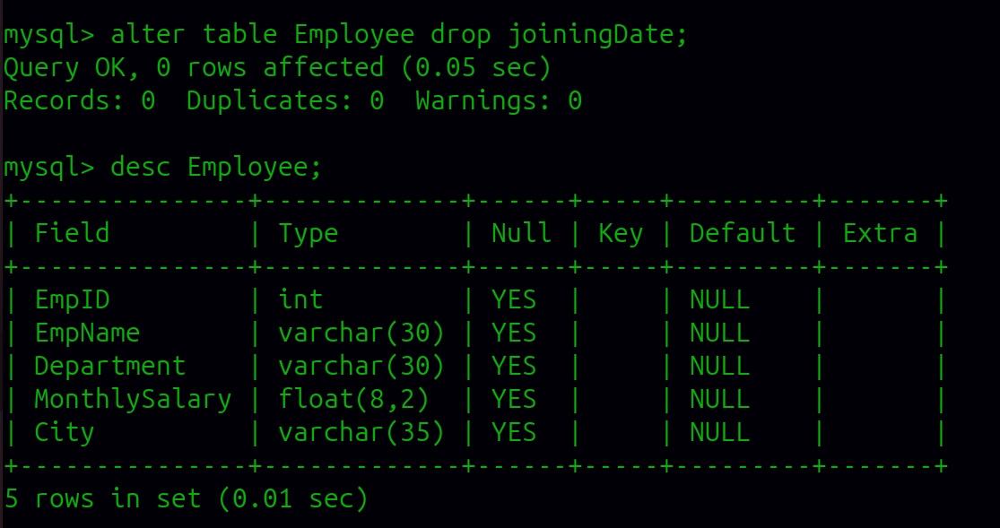 mysql> alter table Employee drop joiningDate;
Query OK, 0 rows affected (0.05 sec)
Records: 0  Duplicates: 0  Warnings: 0

mysql> desc Employee;
+---------------+-------------+------+-----+---------+-------+
| Field         | Type        | Null | Key | Default | Extra |
+---------------+-------------+------+-----+---------+-------+
| EmpID         | int         | YES  |     | NULL    |       |
| EmpName       | varchar(30) | YES  |     | NULL    |       |
| Department    | varchar(30) | YES  |     | NULL    |       |
| MonthlySalary | float(8,2)  | YES  |     | NULL    |       |
| City          | varchar(35) | YES  |     | NULL    |       |
+---------------+-------------+------+-----+---------+-------+
5 rows in set (0.01 sec)